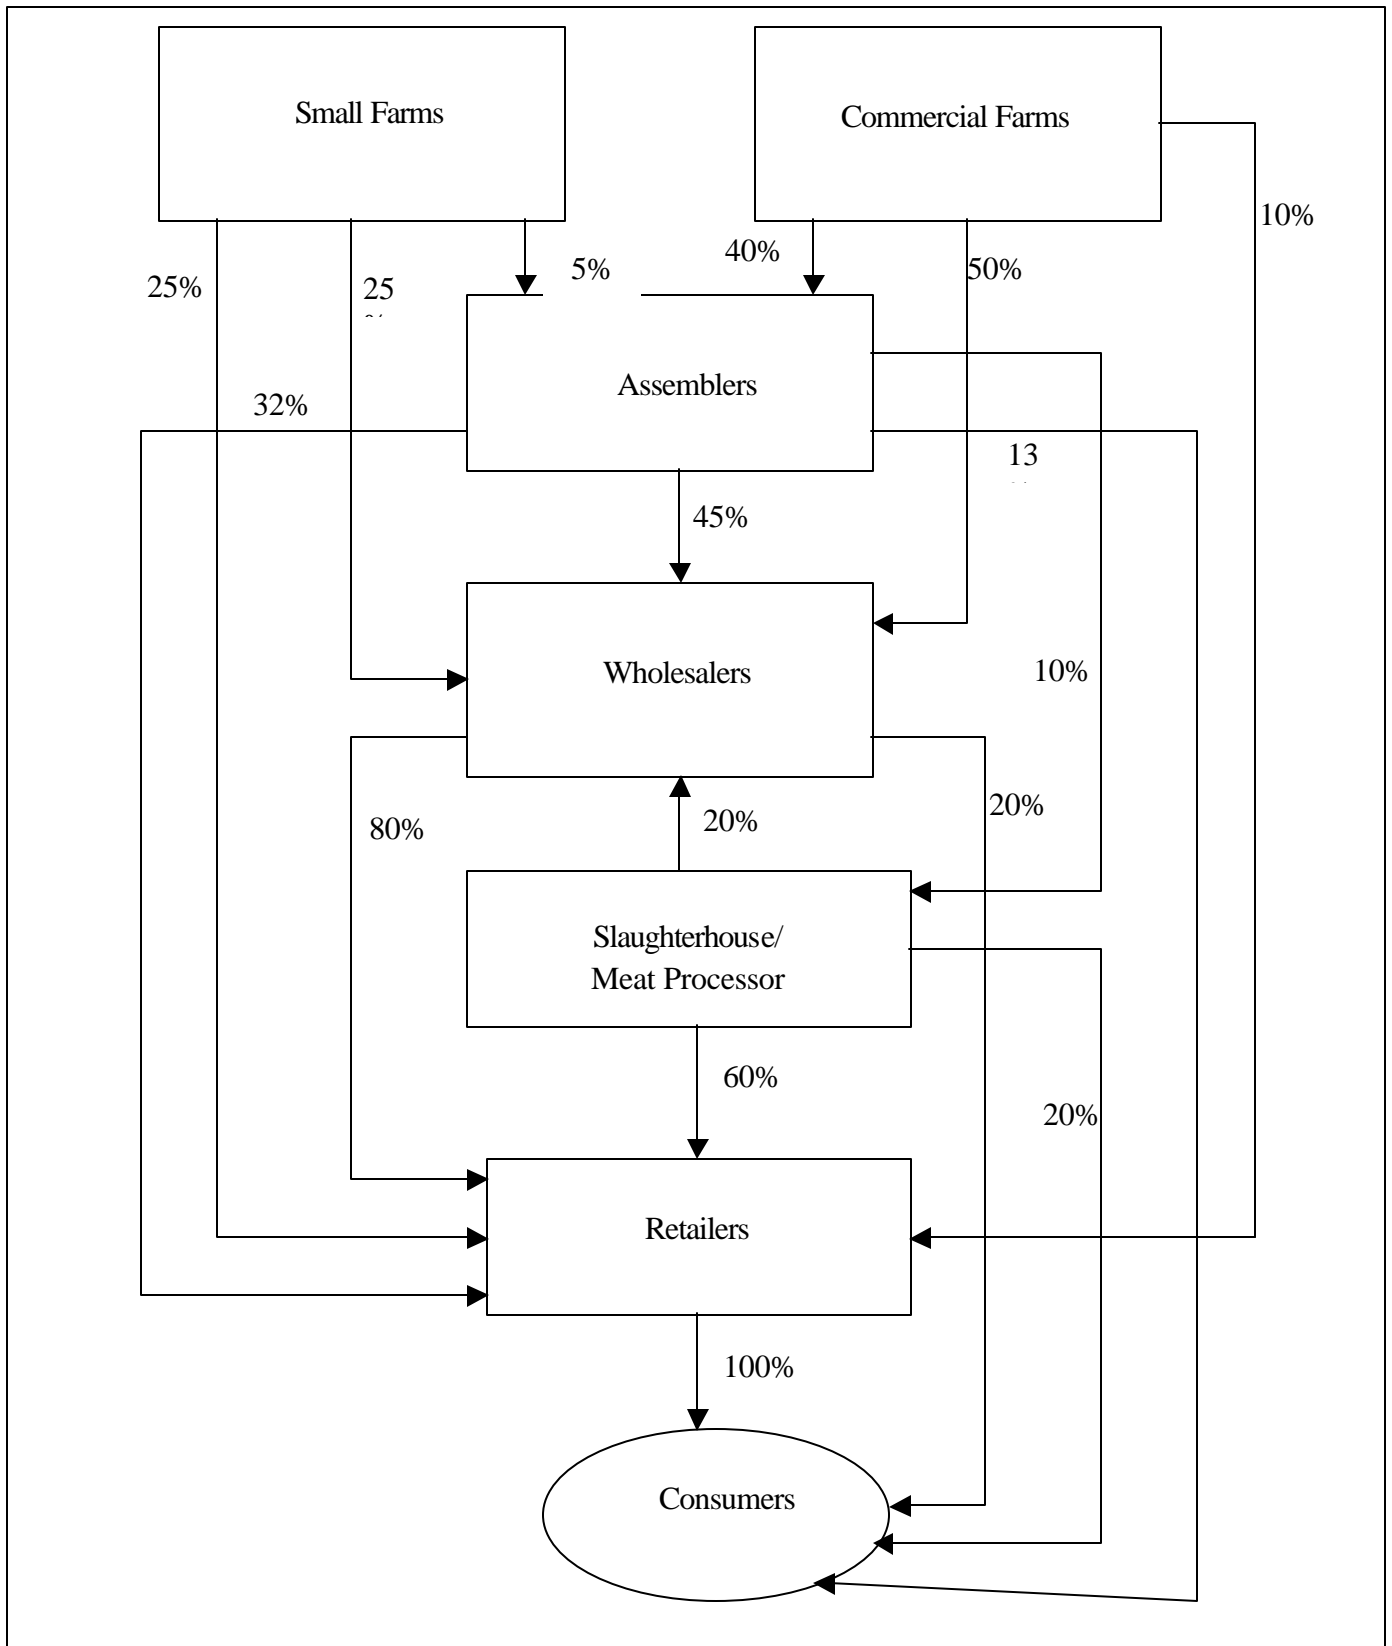 Small Farms
Commercial Farms
10%
40%
5%
50%
25%
25
%
Assemblers
32%
13
45%
Wholesalers
10%
20%
20%
80%
Slaughterhouse/
Meat Processor
60%
20%
Retailers
100%
Consumers